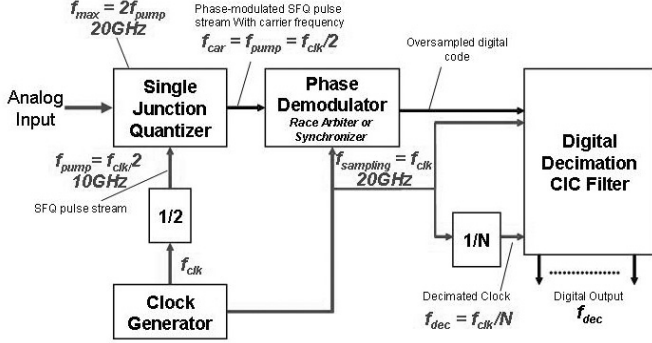 f_max = 2f_pump
20GHz
Phase-modulated SFQ pulse
stream With carrier frequency
f_car = f_pump = f_clk/2
Oversampled digital
code
Analog
Input
Single
Junction
Quantizer
Phase
Demodulator
Race Arbiter or
Synchronizer
Digital
Decimation
CIC Filter
f_pump = f_clk/2
10GHz
SFQ pulse stream
f_sampling = f_clk
20GHz
1/2
1/N
f_clk
Clock
Generator
Decimated Clock
f_dec = f_clk/N
Digital Output
f_dec